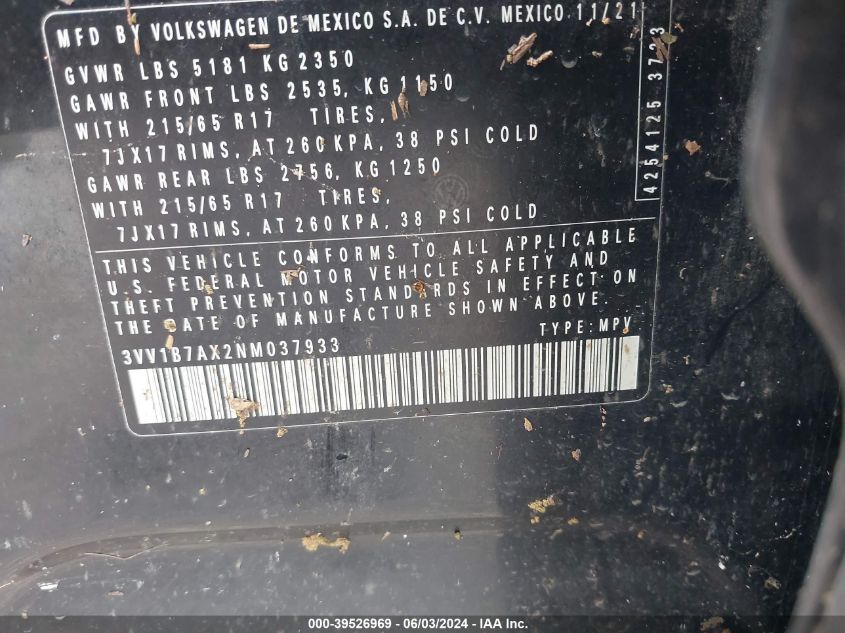 MFD BY VOLKSWAGEN DE MEXICO S.A. DE C.V. MEXICO 11/21
GVWR LBS 5181 KG 2350
GAWR FRONT LBS 2535, KG 1150
WITH 215/65 R17 TIRES,
7JX17 RIMS, AT 260 KPA, 38 PSI COLD
GAWR REAR LBS 2756, KG 1250
WITH 215/65 R17 TIRES,
7JX17 RIMS, AT 260 KPA, 38 PSI COLD
4254125 3723
THIS VEHICLE CONFORMS TO ALL APPLICABLE
U.S. FEDERAL MOTOR VEHICLE SAFETY AND
THEFT PREVENTION STANDARDS IN EFFECT ON
THE DATE OF MANUFACTURE SHOWN ABOVE.
3VV1B7AX2NM037933 TYPE: MPV
000-39526969 - 06/03/2024 - IAA Inc.